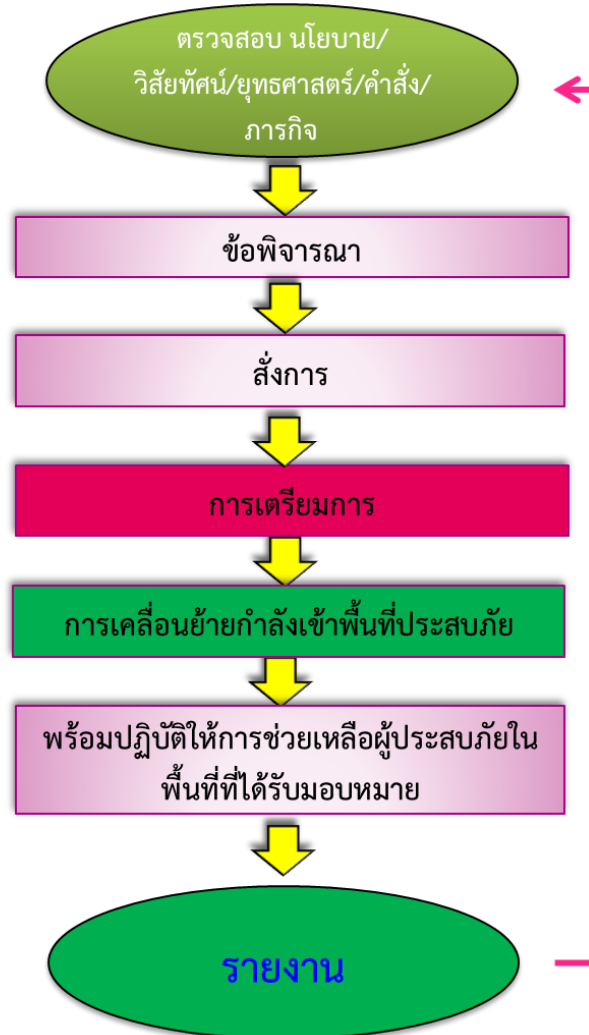 ตรวจสอบ นโยบาย/
วิสัยทัศน์/ยุทธศาสตร์/คำสั่ง/
ภารกิจ
ข้อพิจารณา
สั่งการ
การเตรียมการ
การเคลื่อนย้ายกำลังเข้าพื้นที่ประสบภัย
พร้อมปฏิบัติให้การช่วยเหลือผู้ประสบภัยใน
พื้นที่ที่ได้รับมอบหมาย
รายงาน